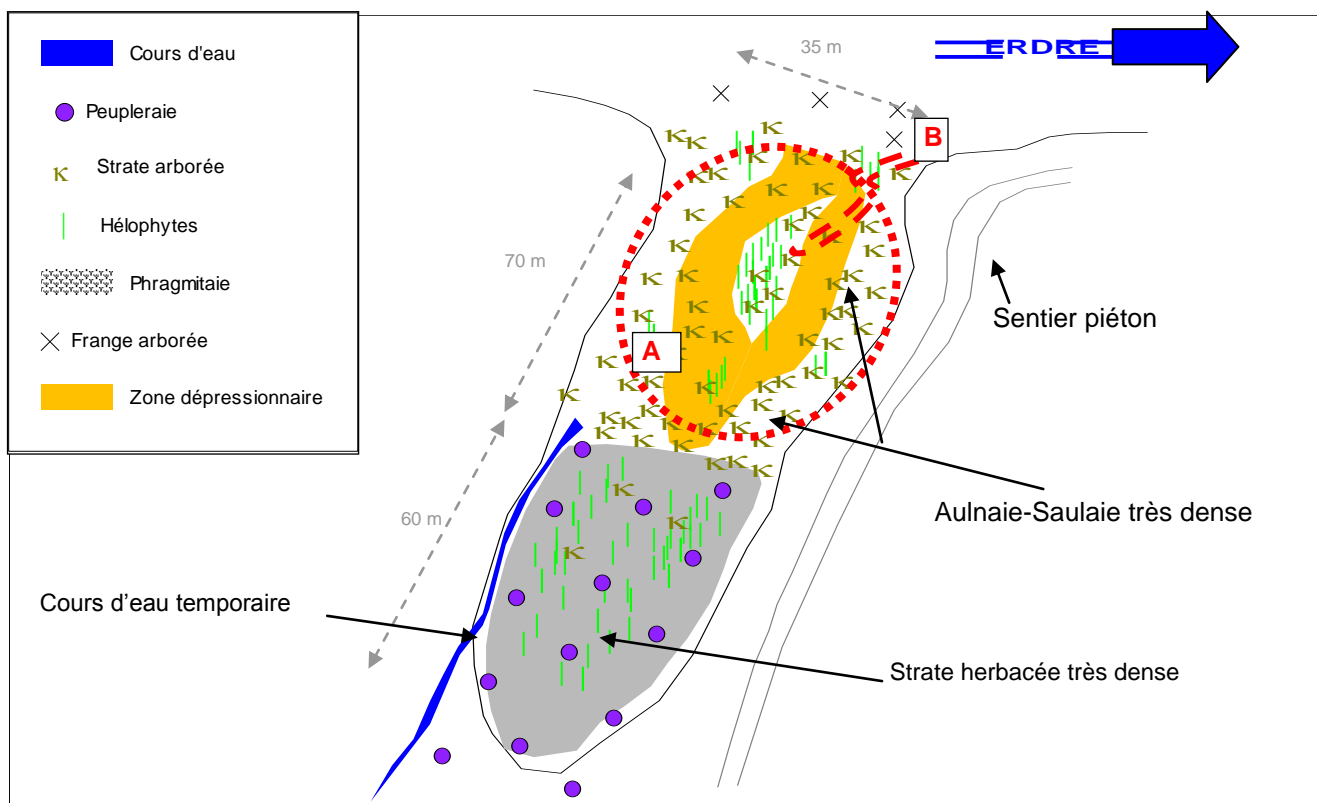 Cours d'eau
Peupleraie
K Strate arborée
Hélophytes
Phragmitaie
Frange arborée
Zone dépressionnaire
35 m
ERDRE
B
70 m
A
Sentier piéton
60 m
Aulnaie-Saulaie très dense
Cours d'eau temporaire
Strate herbacée très dense